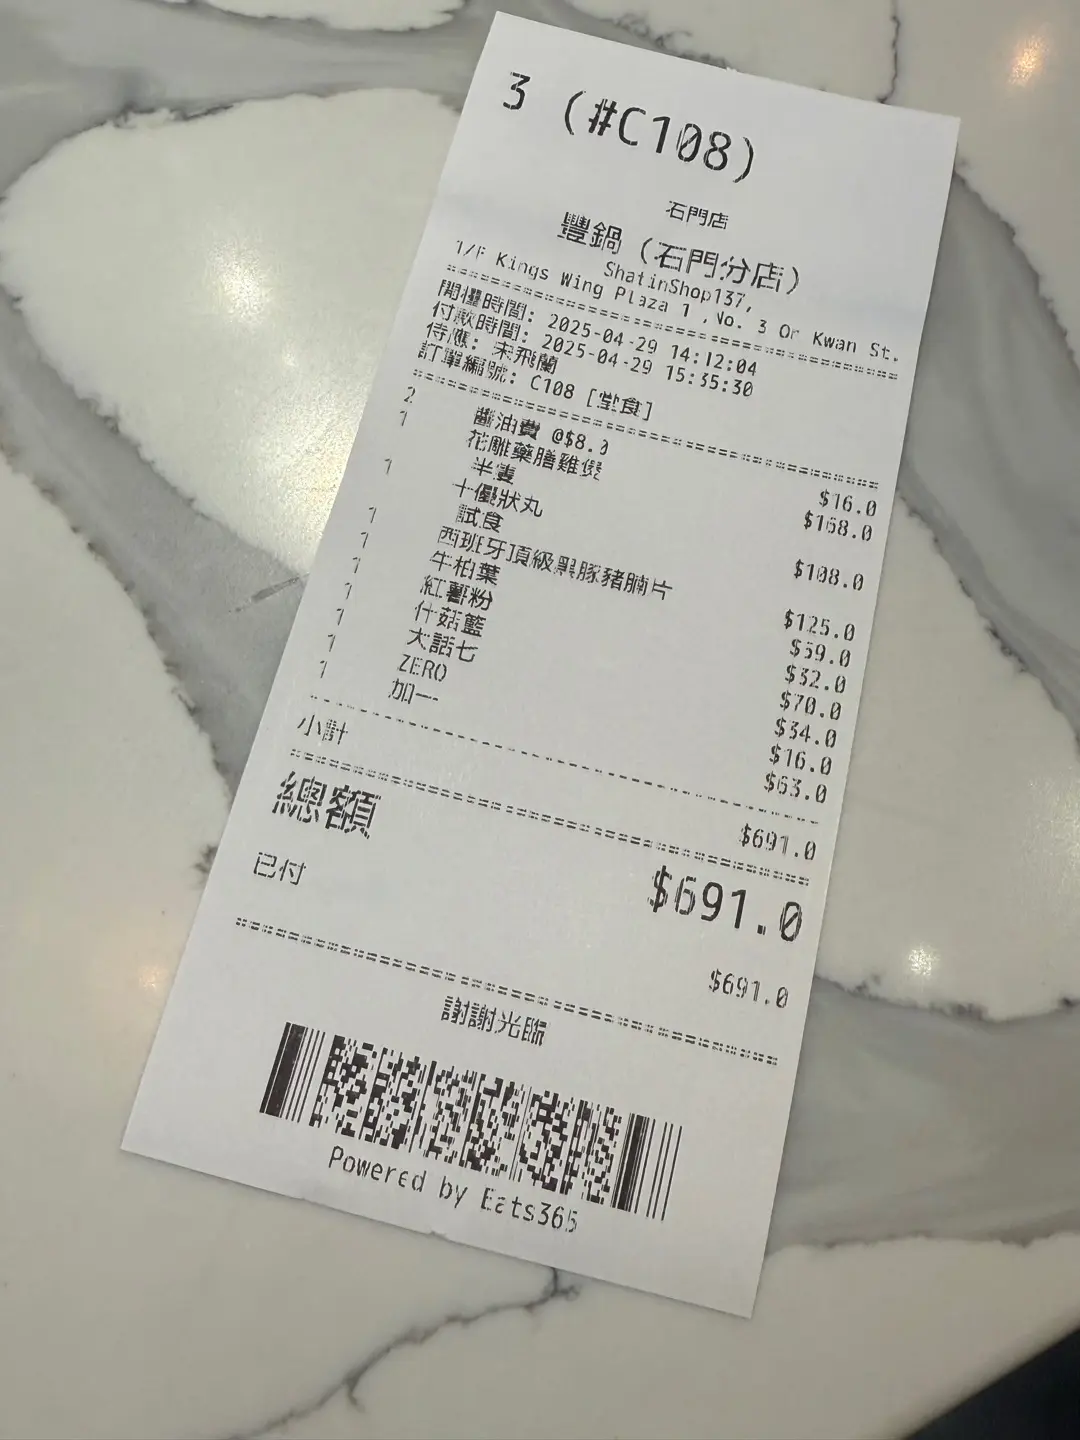 3 (#C108)
石門店
豐鍋 (石門分店)
ShatinShop137,
1/F Kings Wing Plaza 1 ,No. 3 On Kwan St.
開檯時間: 2025-04-29 14:12:04
付款時間: 2025-04-29 15:35:30
侍應: 朱飛蘭
訂單編號: C108 [堂食]
2 醬油費 @$8.0 $16.0
1 花雕藥膳雞煲 $168.0
半隻
1 十優狀丸 $108.0
試食
1 西班牙頂級黑豚豬腩片 $125.0
1 牛柏葉 $59.0
1 紅薯粉 $32.0
1 什菇籃 $70.0
1 大話七 $34.0
1 ZERO $16.0
1 加一 $63.0
小計 $691.0
總額 $691.0
已付 $691.0
謝謝光臨
Powered by Eats365